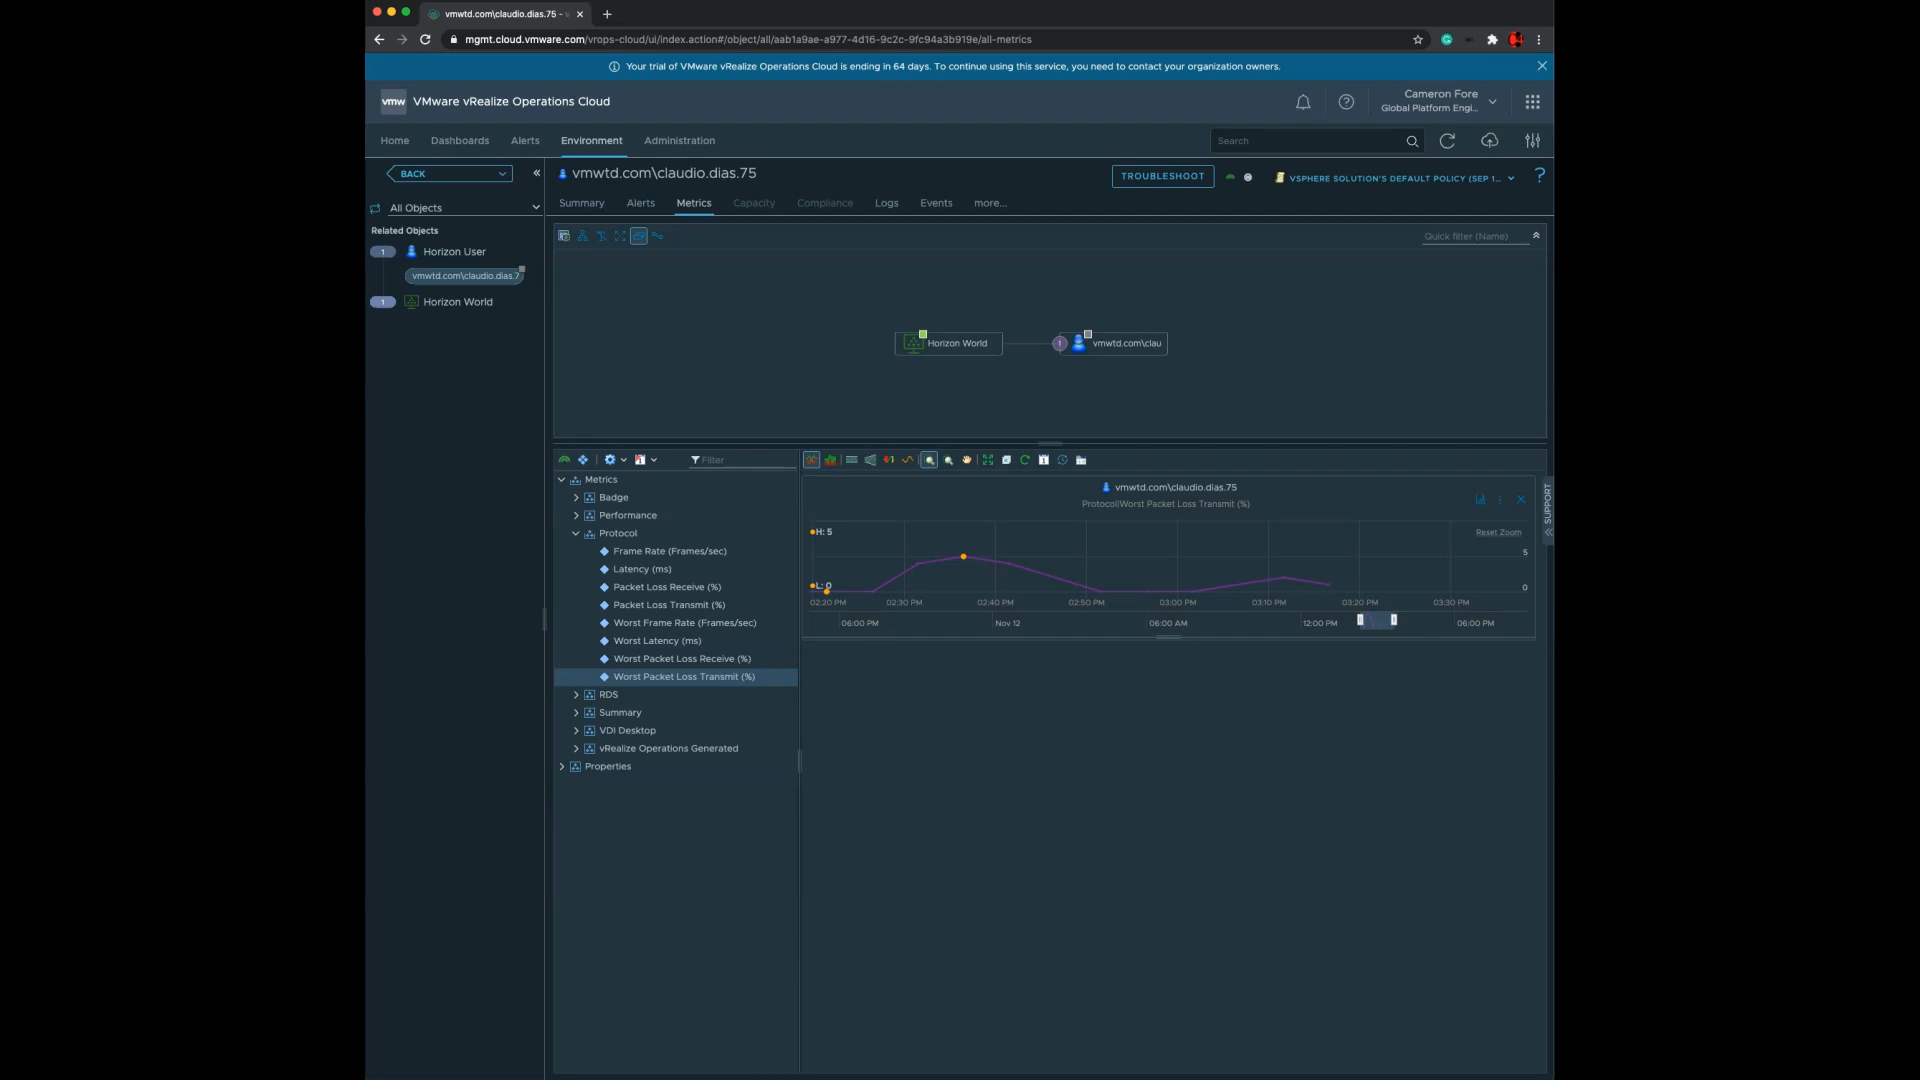 vmwtd.com\claudio.dias.75 -
mgmt.cloud.vmware.com/vrops-cloud/ui/index.action#/object/all/aab1a9ae-a977-4d16-9c2c-9fc94a3b919e/all-metrics
Your trial of VMware vRealize Operations Cloud is ending in 64 days. To continue using this service, you need to contact your organization owners.
vmw VMware vRealize Operations Cloud
Cameron Fore
Global Platform Engi...
Home Dashboards Alerts Environment Administration Search
BACK
vmwtd.com\claudio.dias.75
TROUBLESHOOT
VSPHERE SOLUTION'S DEFAULT POLICY (SEP 1...
All Objects
Summary Alerts Metrics Capacity Compliance Logs Events more...
Related Objects
1 Horizon User
vmwtd.com\claudio.dias.7
1 Horizon World
Quick filter (Name)
Horizon World
1 vmwtd.com\clau
Filter
Metrics
Badge
Performance
Protocol
Frame Rate (Frames/sec)
Latency (ms)
Packet Loss Receive (%)
Packet Loss Transmit (%)
Worst Frame Rate (Frames/sec)
Worst Latency (ms)
Worst Packet Loss Receive (%)
Worst Packet Loss Transmit (%)
RDS
Summary
VDI Desktop
vRealize Operations Generated
Properties
vmwtd.com\claudio.dias.75
Protocol|Worst Packet Loss Transmit (%)
H: 5
Reset Zoom
5
L: 0
0
02:20 PM 02:30 PM 02:40 PM 02:50 PM 03:00 PM 03:10 PM 03:20 PM 03:30 PM
06:00 PM Nov 12 06:00 AM 12:00 PM 06:00 PM
SUPPORT